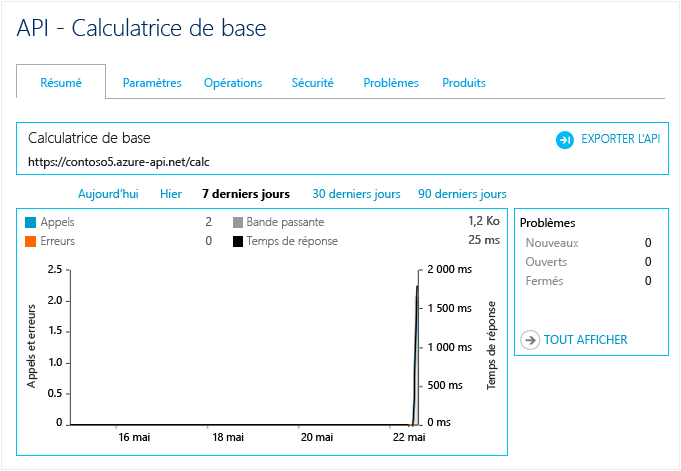 API - Calculatrice de base
Résumé Paramètres Opérations Sécurité Problèmes Produits
Calculatrice de base
EXPORTER L'API
https://contoso5.azure-api.net/calc
Aujourd'hui Hier 7 derniers jours 30 derniers jours 90 derniers jours
Appels 2 Bande passante 1,2 Ko
Erreurs 0 Temps de réponse 25 ms
Problèmes
Nouveaux 0
Ouverts 0
Fermés 0
TOUT AFFICHER
Appels et erreurs
2.5
2.0
1.5
1.0
0.5
0
2 000 ms
1 500 ms
1 000 ms
500 ms
0 ms
Temps de réponse
16 mai 18 mai 20 mai 22 mai